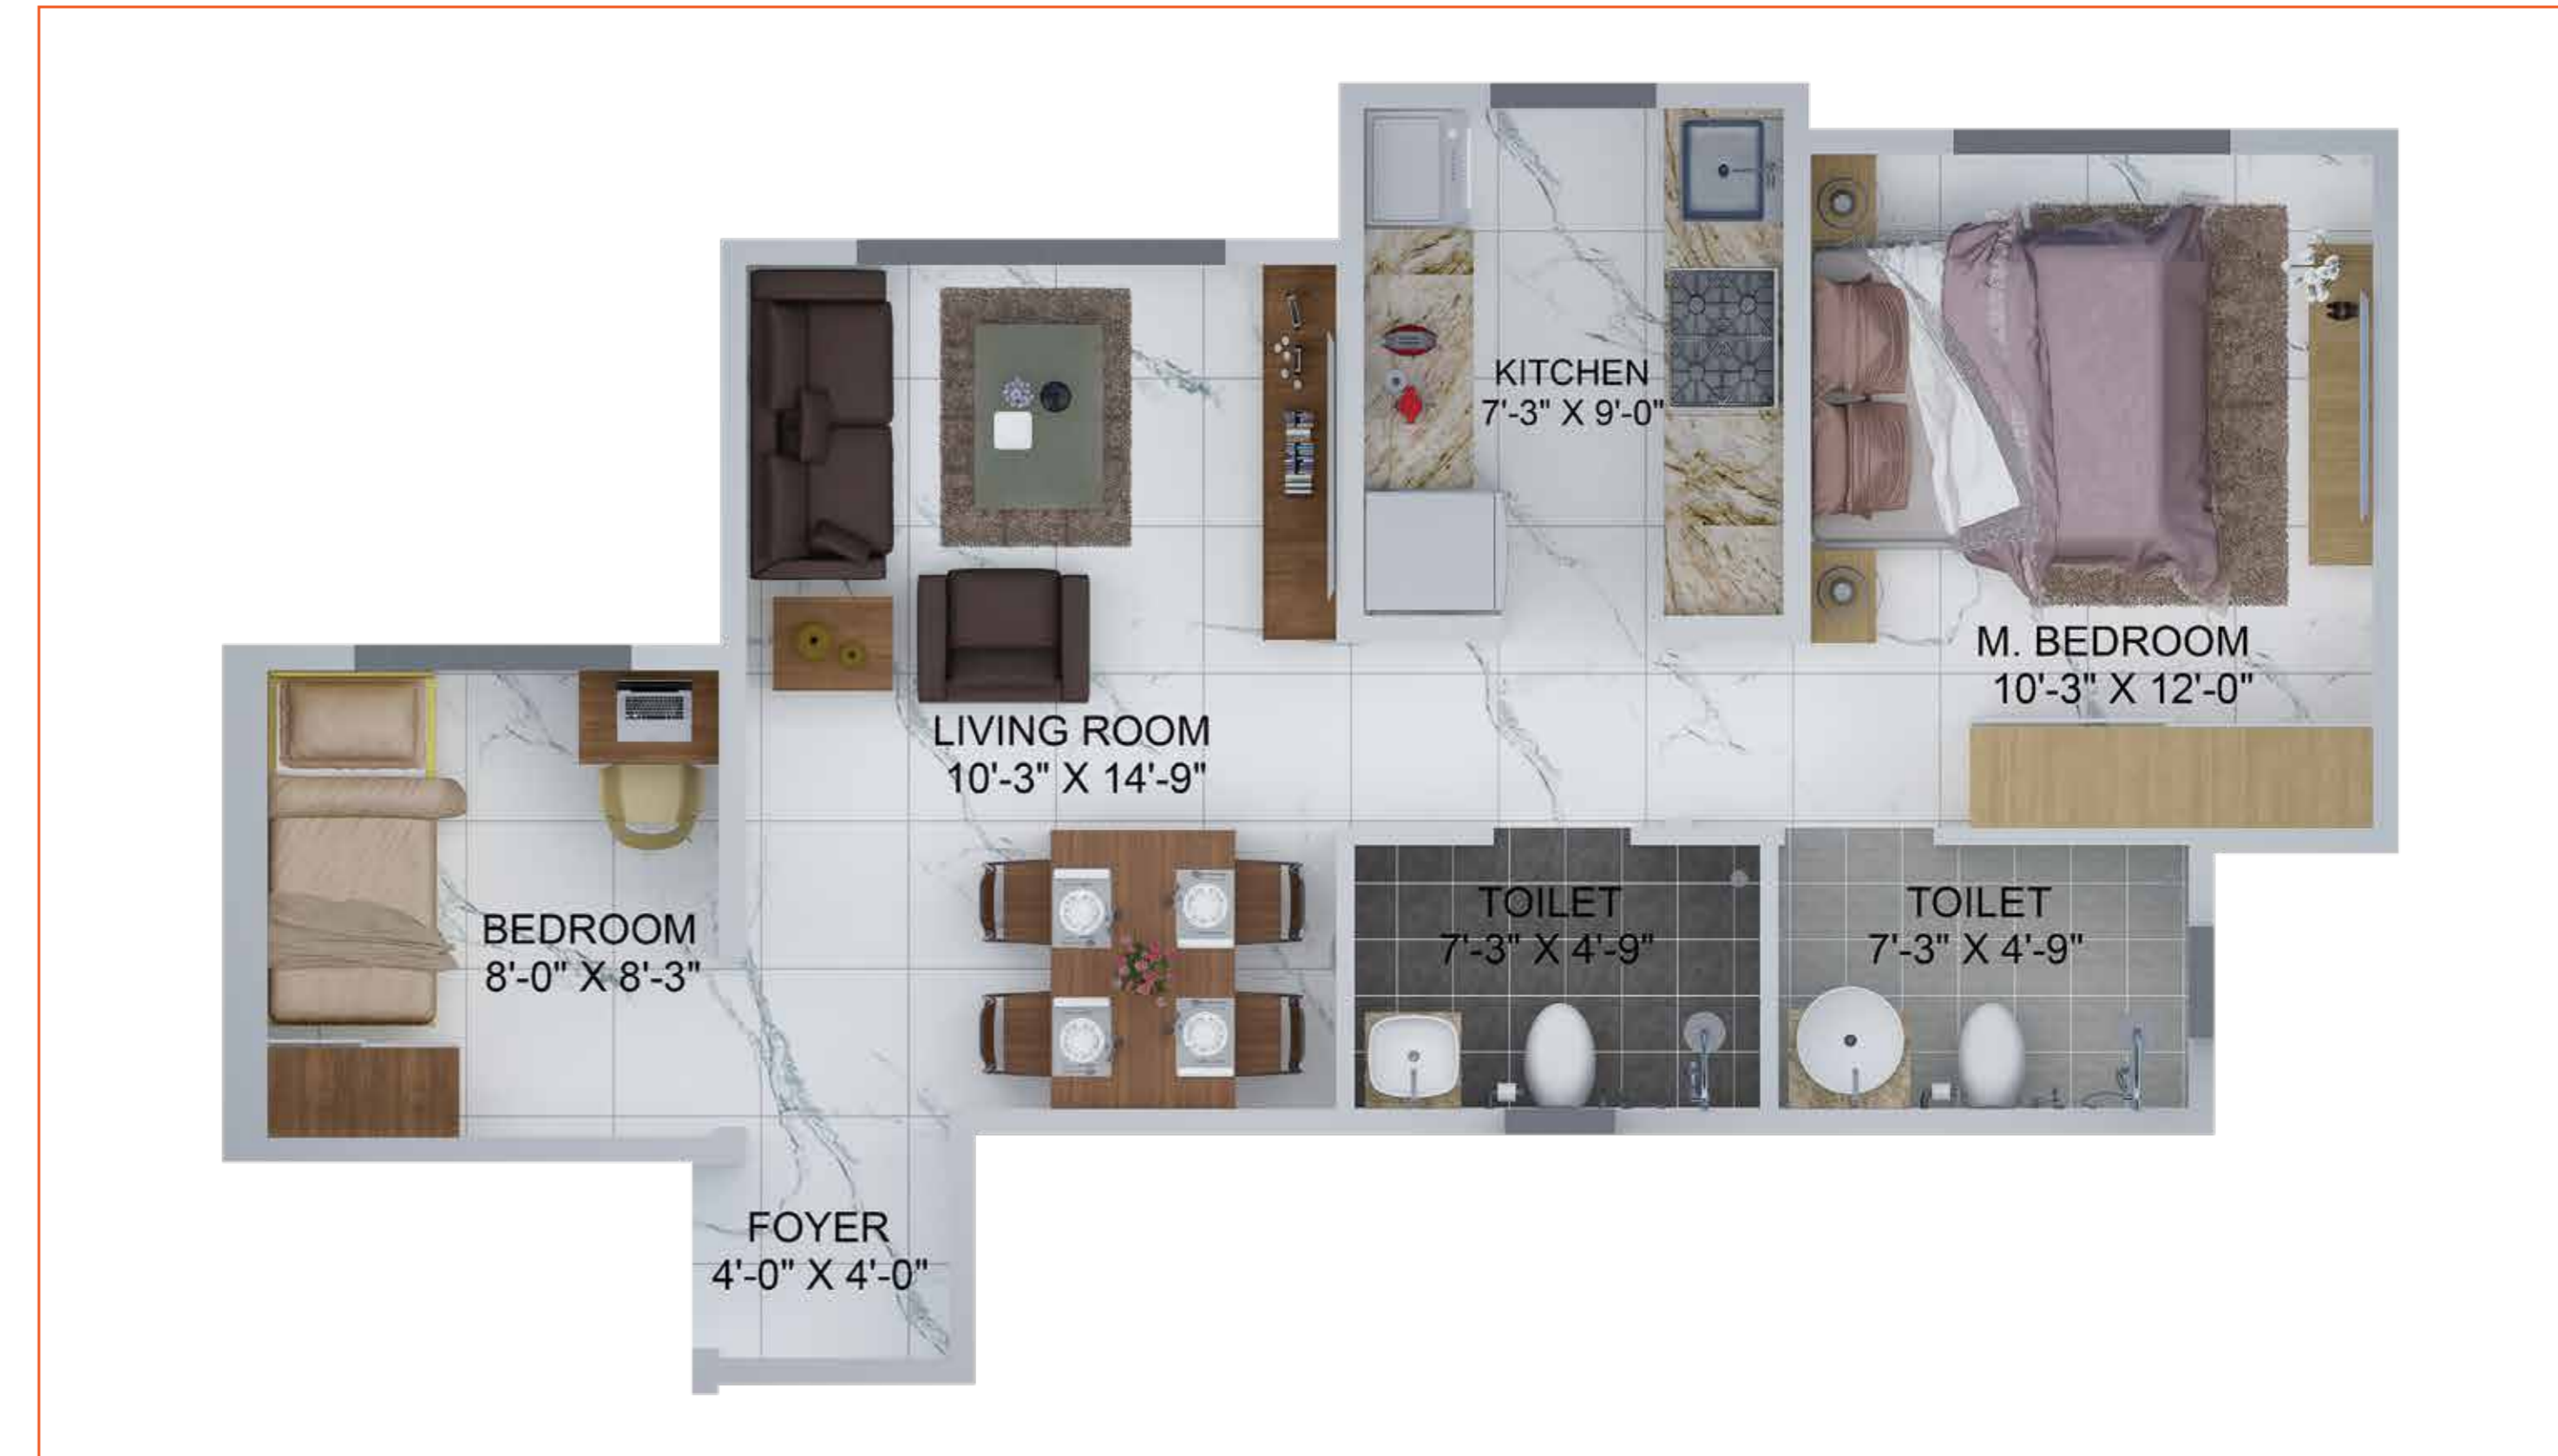 KITCHEN
7'-3" X 9'-0"
M. BEDROOM
10'-3" X 12'-0"
LIVING ROOM
10'-3" X 14'-9"
BEDROOM
8'-0" X 8'-3"
TOILET
7'-3" X 4'-9"
TOILET
7'-3" X 4'-9"
FOYER
4'-0" X 4'-0"